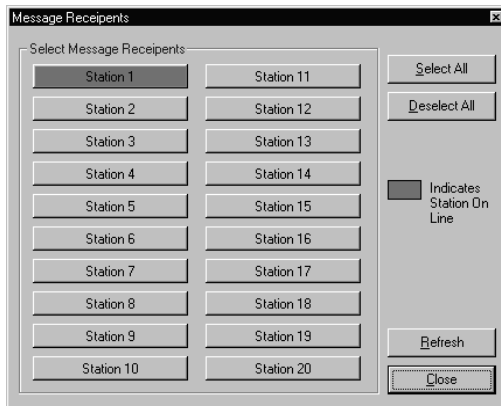 Message Receipents
Select Message Receipents
Station 1
Station 2
Station 3
Station 4
Station 5
Station 6
Station 7
Station 8
Station 9
Station 10
Station 11
Station 12
Station 13
Station 14
Station 15
Station 16
Station 17
Station 18
Station 19
Station 20
Select All
Deselect All
Indicates
Station On
Line
Refresh
Close